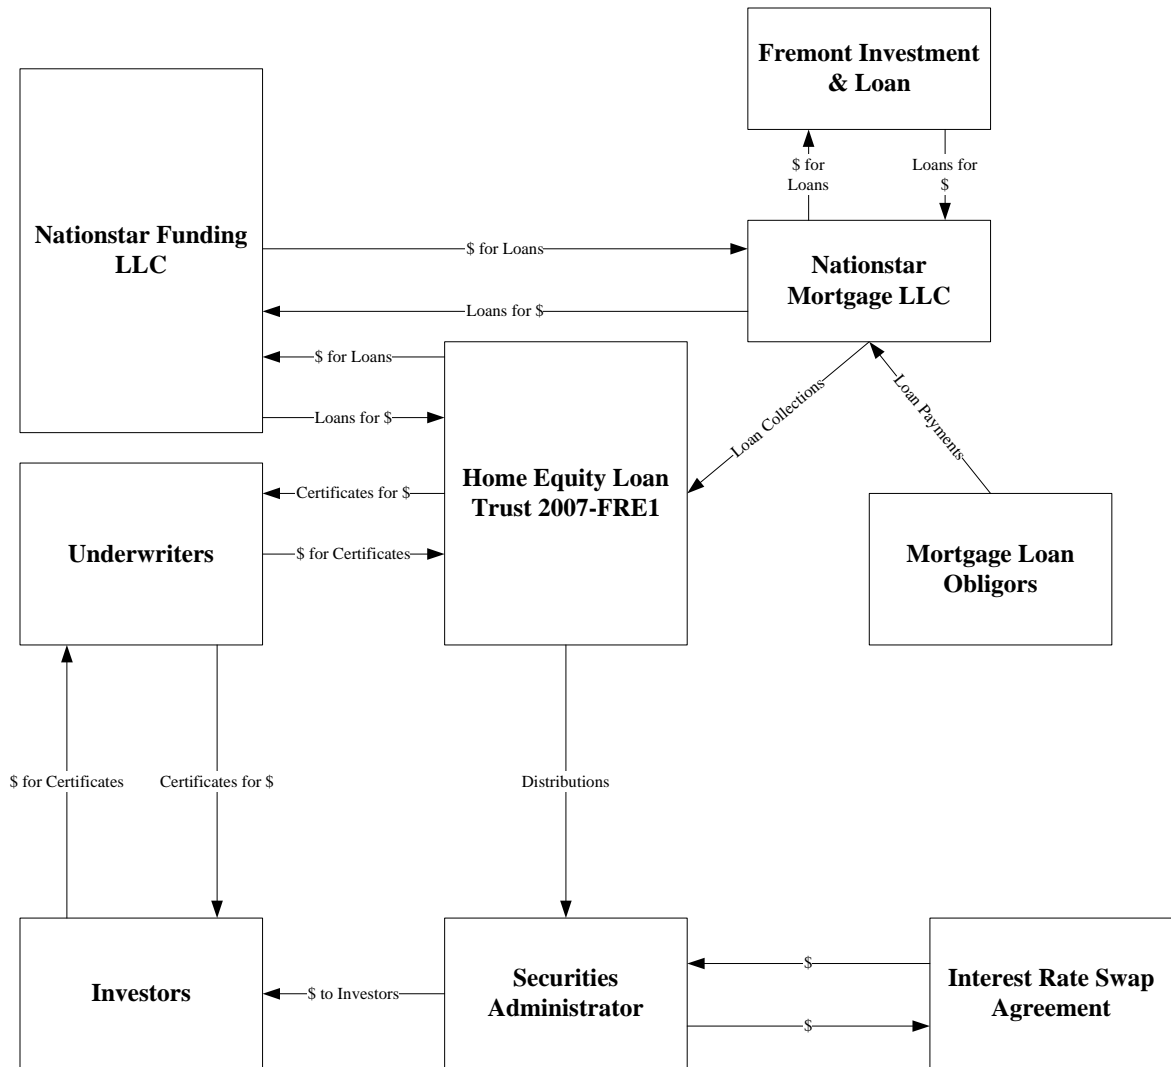 Fremont Investment
& Loan
$ for
Loans
Loans for
$
Nationstar Funding
LLC
$ for Loans
Nationstar
Mortgage LLC
Loans for $
$ for Loans
Loans for $
Loan Collections
Loan Payments
Home Equity Loan
Trust 2007-FRE1
Certificates for $
$ for Certificates
Underwriters
Mortgage Loan
Obligors
$ for Certificates
Certificates for $
Distributions
Investors
$ to Investors
Securities
Administrator
$
$
Interest Rate Swap
Agreement